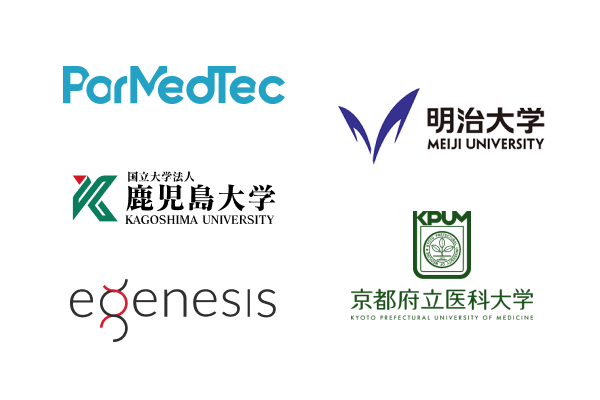 PorMedTec
国立大学法人
鹿児島大学
KAGOSHIMA UNIVERSITY
egenesis
明治大学
MEIJI UNIVERSITY
KPUM
京都府立医科大学
KYOTO PREFECTURAL UNIVERSITY OF MEDICINE